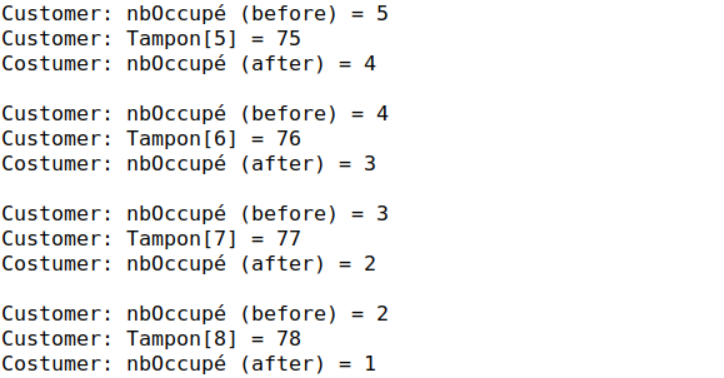 Customer: nbOccupé (before) = 5
Customer: Tampon[5] = 75
Costumer: nbOccupé (after) = 4
Customer: nbOccupé (before) = 4
Customer: Tampon[6] = 76
Costumer: nbOccupé (after) = 3
Customer: nbOccupé (before) = 3
Customer: Tampon[7] = 77
Costumer: nbOccupé (after) = 2
Customer: nbOccupé (before) = 2
Customer: Tampon[8] = 78
Costumer: nbOccupé (after) = 1